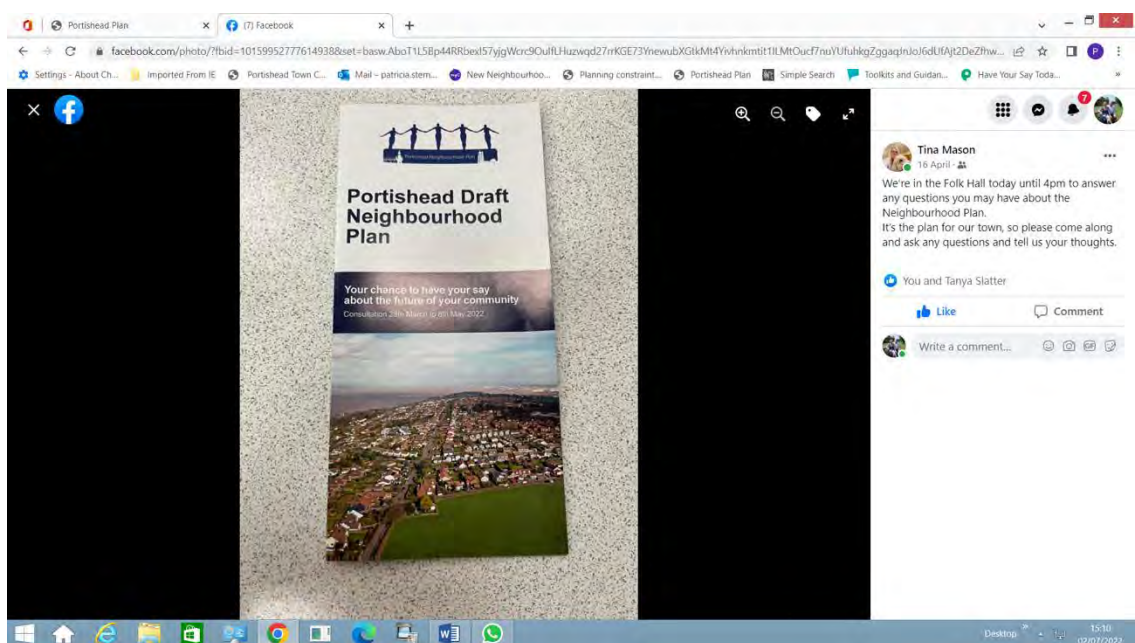 Portishead Plan
(7) Facebook
Settings - About Ch...
Imported From IE
Portishead Town C...
Mail - patricia.stem...
New Neighbourhoo...
Planning constraint...
Portishead Plan
Simple Search
Toolkits and Guidan...
Have Your Say Toda...
»
Portishead Neighbourhood Plan
Portishead Draft
Neighbourhood
Plan
Your chance to have your say
about the future of your community
Consultation 28th March to 6th May 2022
7
Tina Mason
16 April ·
We're in the Folk Hall today until 4pm to answer
any questions you may have about the
Neighbourhood Plan.
It's the plan for our town, so please come along
and ask any questions and tell us your thoughts.
You and Tanya Slatter
Like
Comment
Write a comment...
GIF
Desktop
»
15:10
02/07/2022